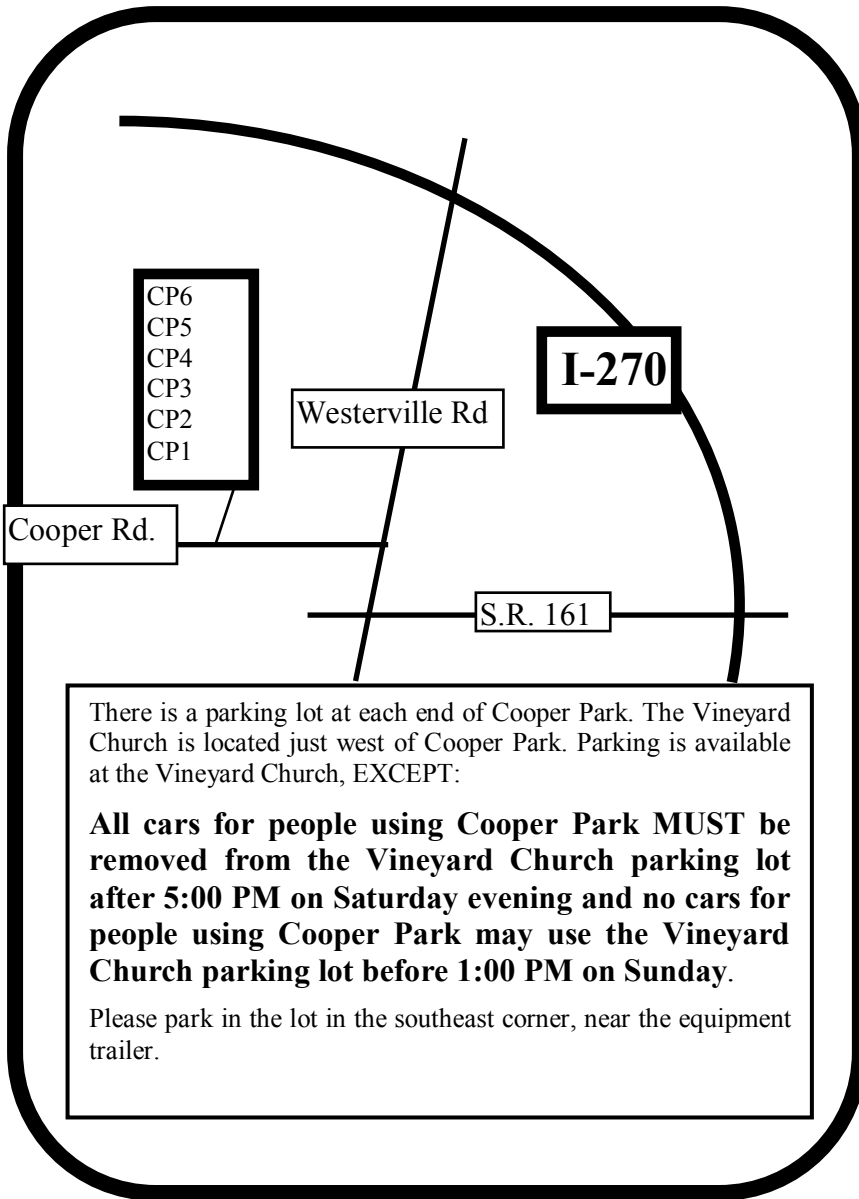 CP6
CP5
CP4
CP3
CP2
CP1
I-270
Westerville Rd
Cooper Rd.
S.R. 161
There is a parking lot at each end of Cooper Park. The Vineyard
Church is located just west of Cooper Park. Parking is available
at the Vineyard Church, EXCEPT:
All cars for people using Cooper Park MUST be
removed from the Vineyard Church parking lot
after 5:00 PM on Saturday evening and no cars for
people using Cooper Park may use the Vineyard
Church parking lot before 1:00 PM on Sunday.
Please park in the lot in the southeast corner, near the equipment
trailer.